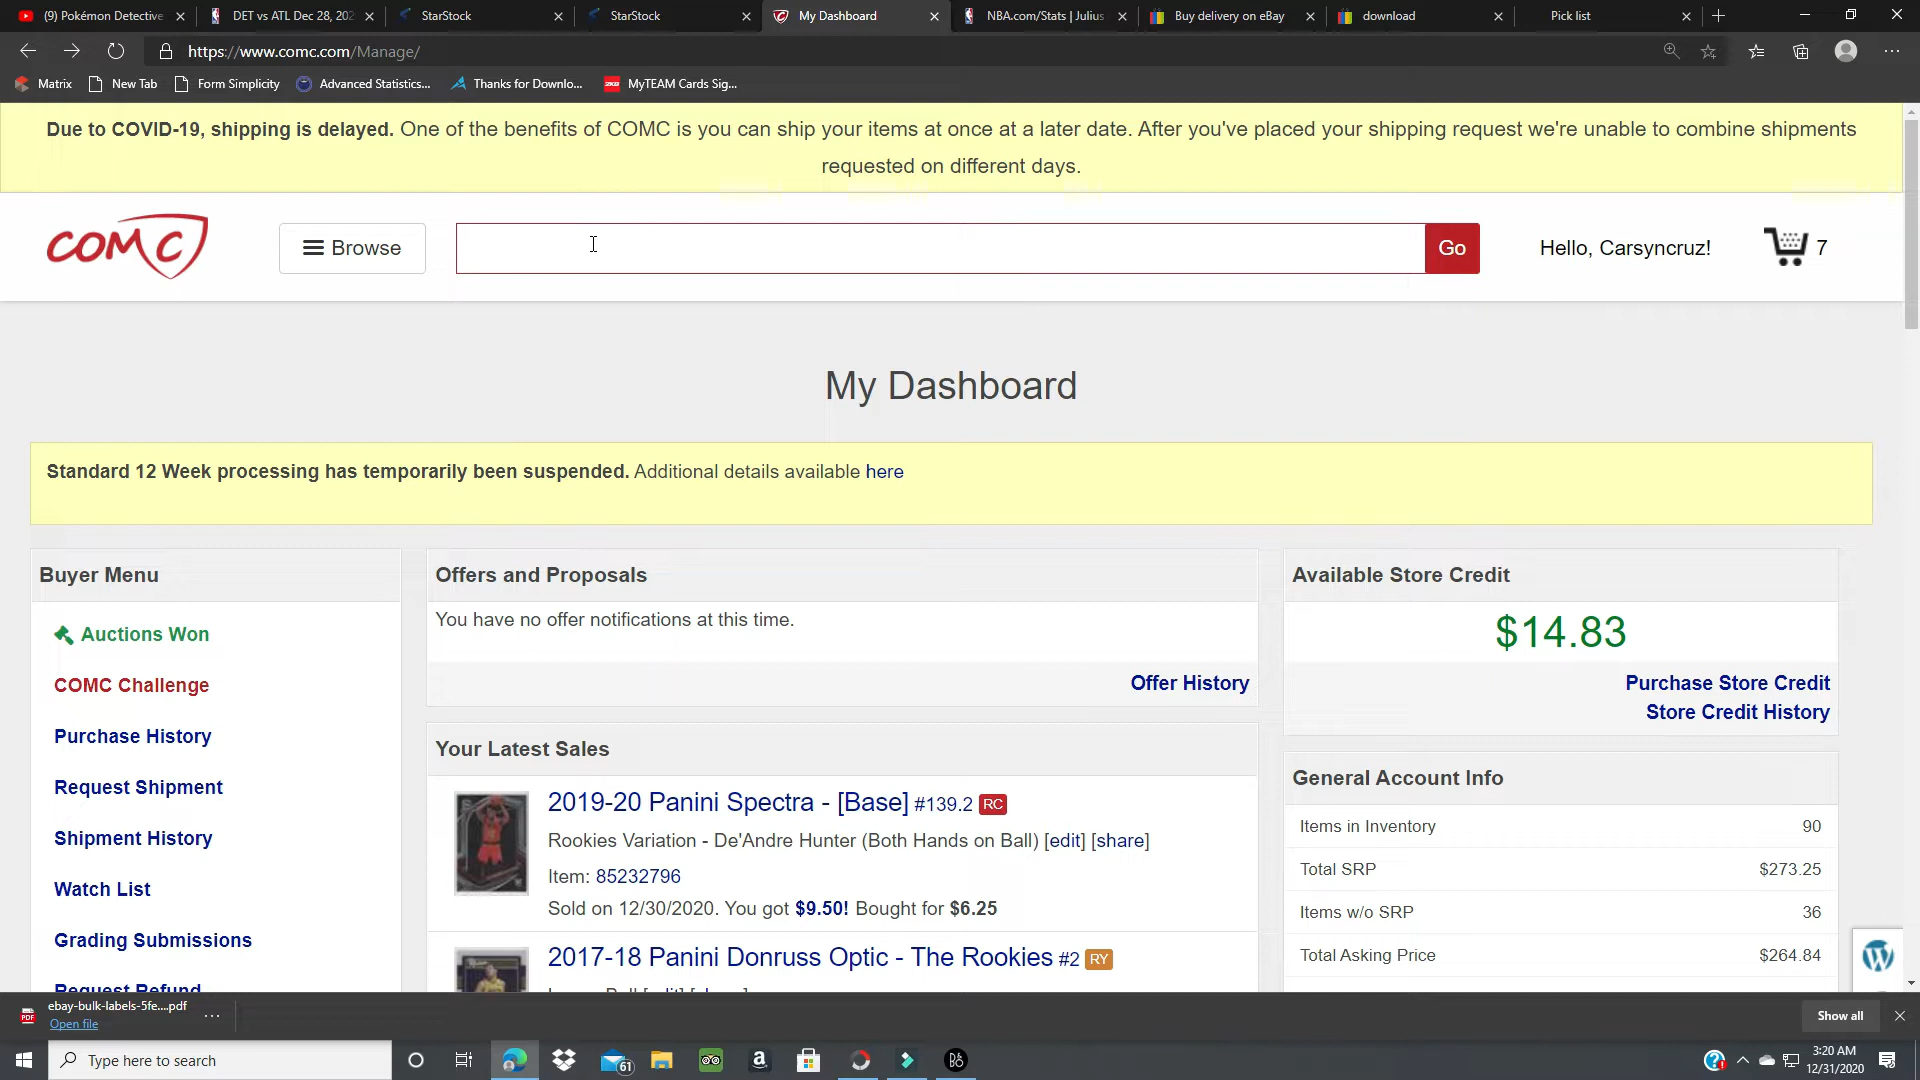 (9) Pokémon Detective
DET vs ATL Dec 28, 202
StarStock
StarStock
My Dashboard
NBA.com/Stats | Julius
Buy delivery on eBay
download
Pick list
https://www.comc.com/Manage/
Matrix
New Tab
Form Simplicity
Advanced Statistics...
Thanks for Downlo...
MyTEAM Cards Sig...
Due to COVID-19, shipping is delayed. One of the benefits of COMC is you can ship your items at once at a later date. After you've placed your shipping request we're unable to combine shipments
requested on different days.
COMC
Browse
Go
Hello, Carsyncruz!
7
My Dashboard
Standard 12 Week processing has temporarily been suspended. Additional details available here
Buyer Menu
Auctions Won
COMC Challenge
Purchase History
Request Shipment
Shipment History
Watch List
Grading Submissions
Request Refund
Offers and Proposals
You have no offer notifications at this time.
Offer History
Your Latest Sales
2019-20 Panini Spectra - [Base] #139.2 RC
Rookies Variation - De'Andre Hunter (Both Hands on Ball) [edit] [share]
Item: 85232796
Sold on 12/30/2020. You got $9.50! Bought for $6.25
2017-18 Panini Donruss Optic - The Rookies #2 RY
Available Store Credit
$14.83
Purchase Store Credit
Store Credit History
General Account Info
Items in Inventory 90
Total SRP $273.25
Items w/o SRP 36
Total Asking Price $264.84
ebay-bulk-labels-5fe....pdf
Open file
Show all
Type here to search
61
3:20 AM
12/31/2020